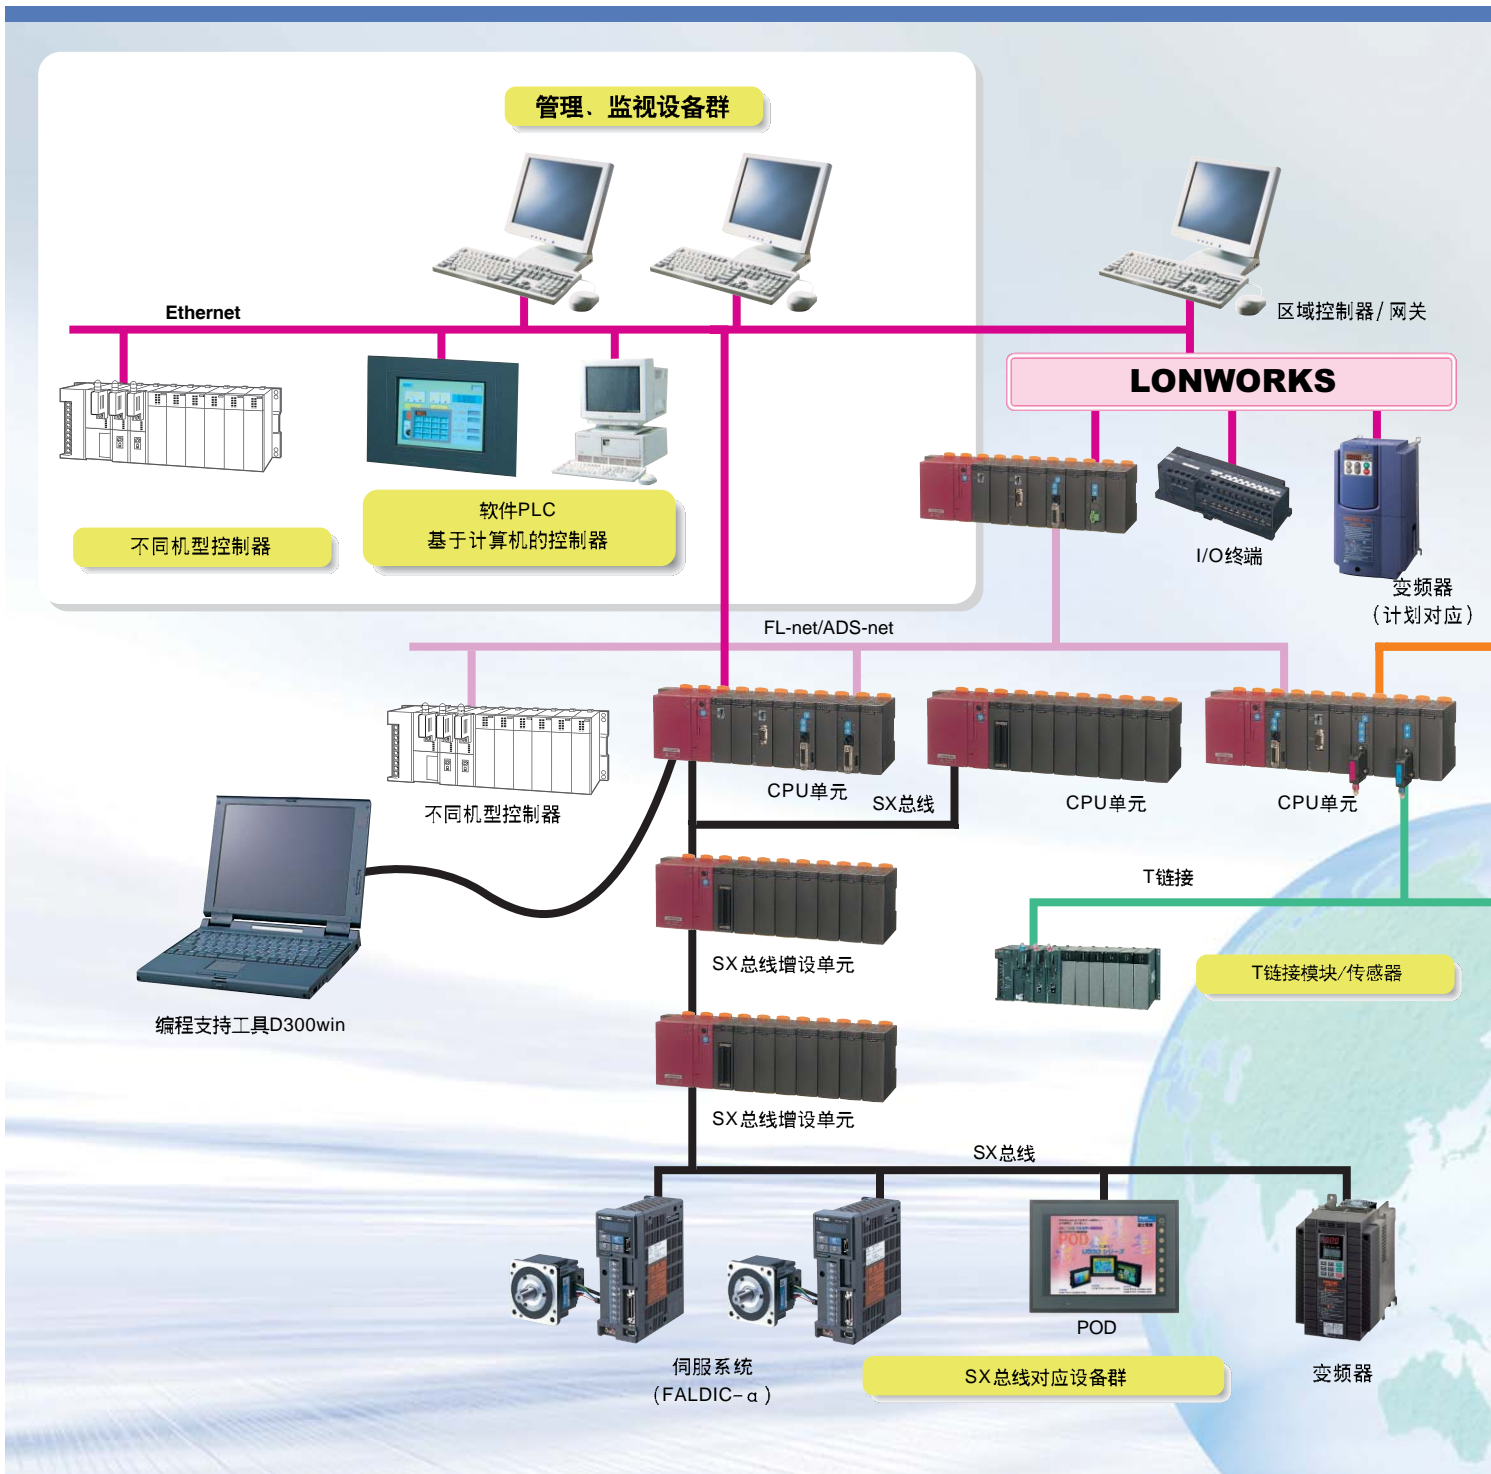 管理、监视设备群
Ethernet
区域控制器/网关
LONWORKS
软件PLC
基于计算机的控制器
不同机型控制器
I/O终端
变频器
(计划对应)
FL-net/ADS-net
CPU单元
SX总线
CPU单元
CPU单元
不同机型控制器
T链接
SX总线增设单元
T链接模块/传感器
编程支持工具D300win
SX总线增设单元
SX总线
POD
POD
伺服系统
(FALDIC-α)
SX总线对应设备群
变频器